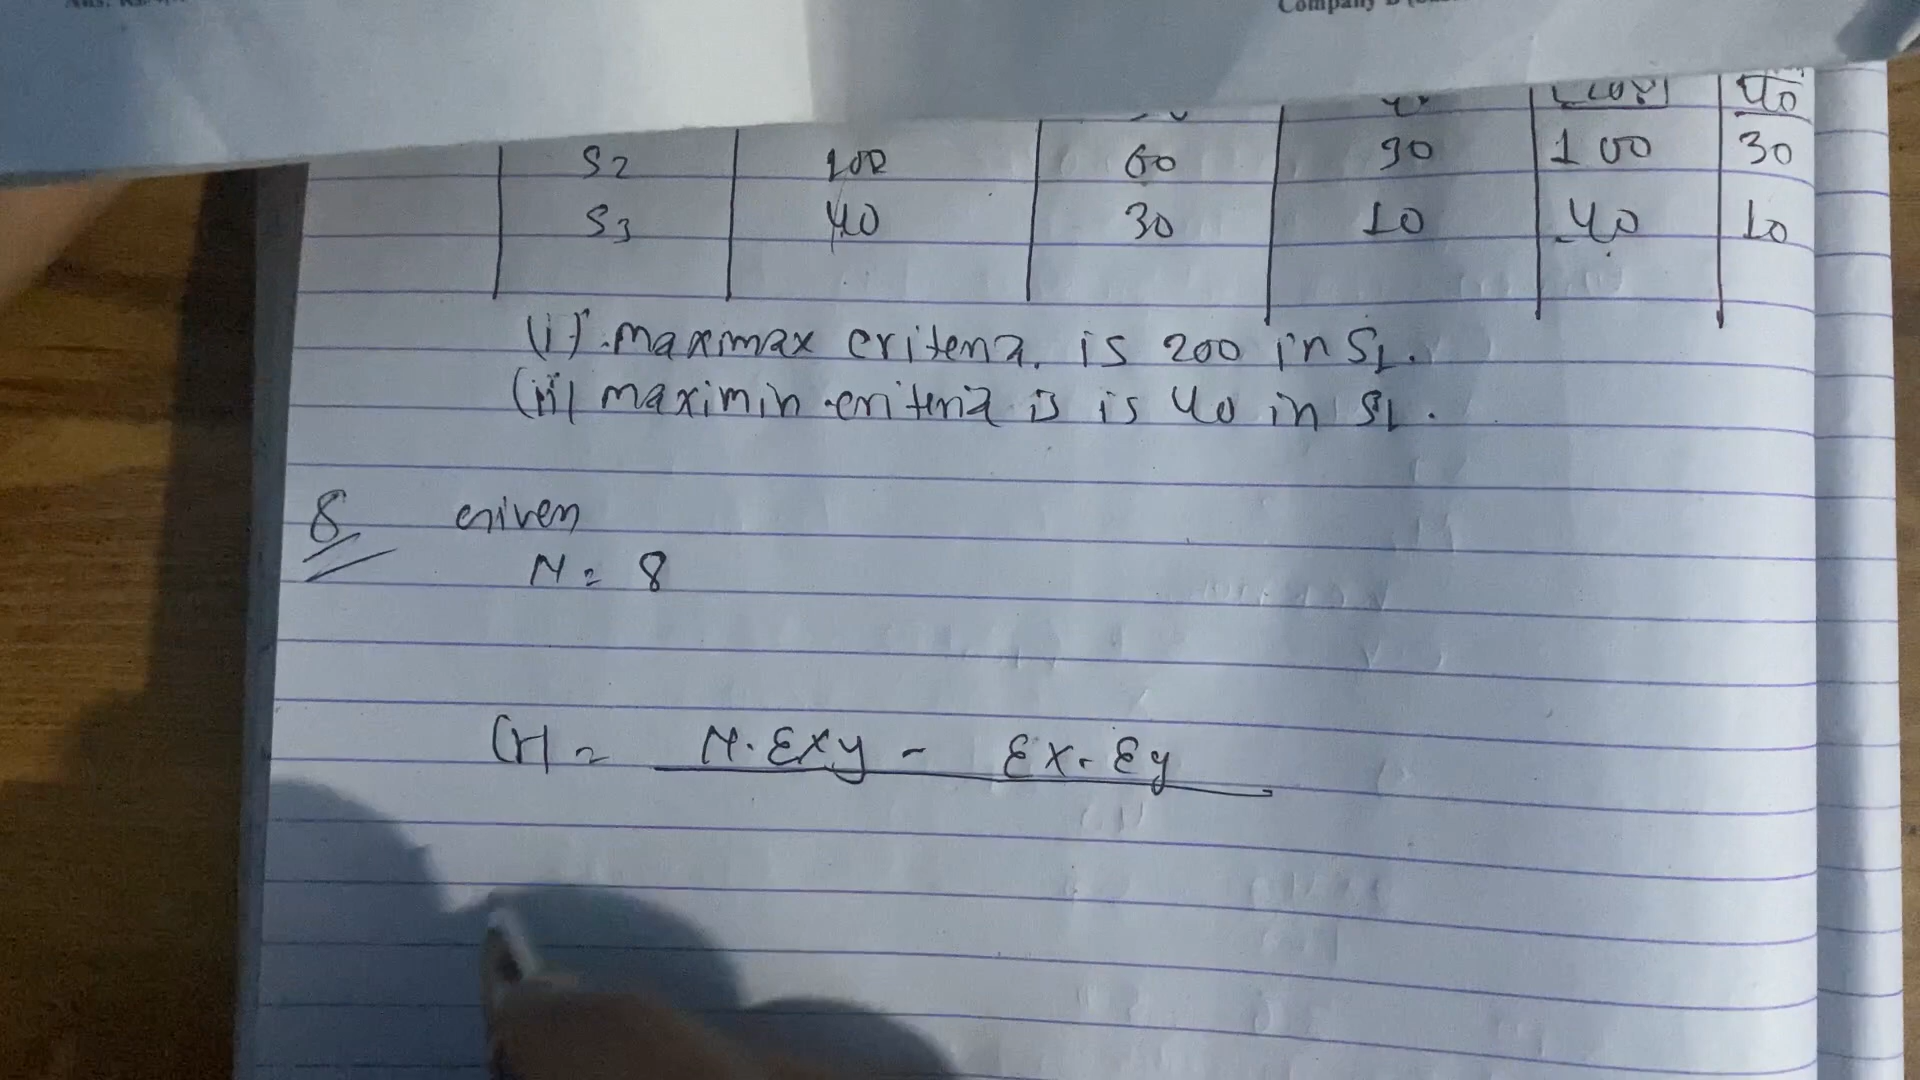 Company
S2 100 60 90 100 30
S3 40 30 10 40 10
(i) maximax criteria is 200 in S1.
(ii) maximin criteria is is 40 in S1.
8 Given
N = 8
(r) = N.Σxy - Σx.Σy